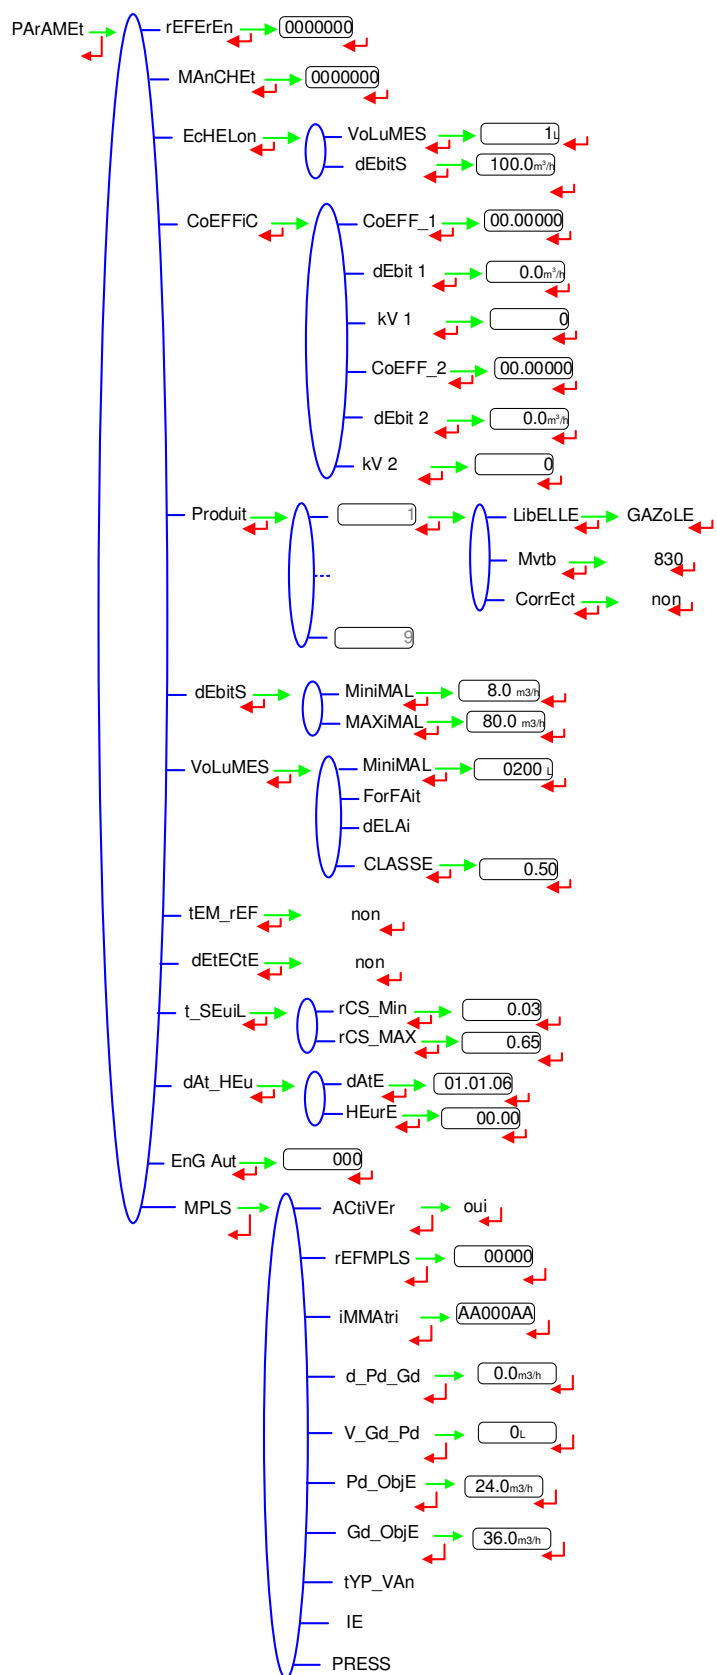 PArAMEt rEFErEn 0000000
MAnCHEt 0000000
EcHELon VoLuMES 1L
dEbitS 100.0m³/h
CoEFFiC CoEFF_1 00.00000
dEbit 1 0.0m³/h
kV 1 0
CoEFF_2 00.00000
dEbit 2 0.0m³/h
kV 2 0
Produit 1 LibELLE GAZoLE
Mvtb 830
CorrEct non
9
dEbitS MiniMAL 8.0 m3/h
MAXiMAL 80.0 m3/h
VoLuMES MiniMAL 0200 L
ForFAit
dELAi
CLASSE 0.50
tEM_rEF non
dEtECtE non
t_SEuiL rCS_Min 0.03
rCS_MAX 0.65
dAt_HEu dAtE 01.01.06
HEurE 00.00
EnG Aut 000
MPLS ACtiVEr oui
rEFMPLS 00000
iMMAtri AA000AA
d_Pd_Gd 0.0m3/h
V_Gd_Pd 0L
Pd_ObjE 24.0m3/h
Gd_ObjE 36.0m3/h
tYP_VAn
IE
PRESS